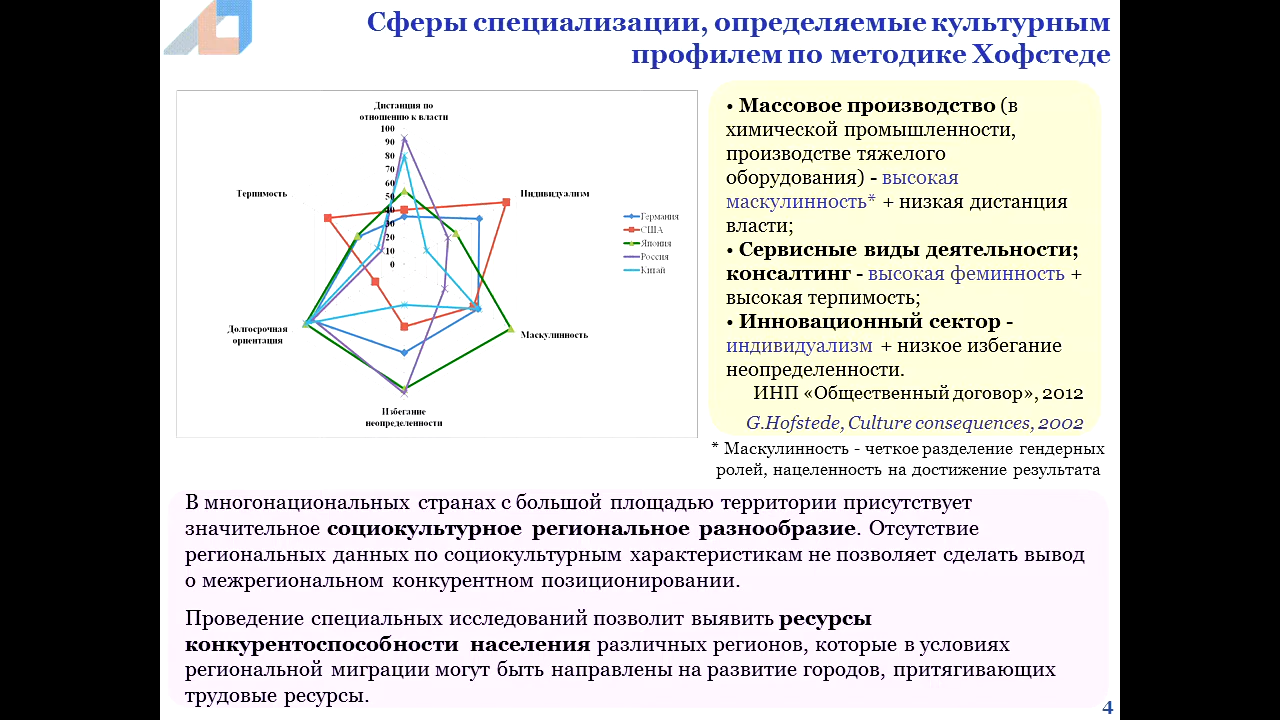 Сферы специализации, определяемые культурным
профилем по методике Хофстеде
Дистанция по
отношению к власти
100
90
80
70
60
50
40
30
20
10
0
Терпимость
Индивидуализм
Германия
США
Япония
Россия
Китай
Долгосрочная
ориентация
Маскулинность
Избегание
неопределенности
• Массовое производство (в
химической промышленности,
производстве тяжелого
оборудования) - высокая
маскулинность* + низкая дистанция
власти;
• Сервисные виды деятельности;
консалтинг - высокая феминность +
высокая терпимость;
• Инновационный сектор -
индивидуализм + низкое избегание
неопределенности.
ИНП «Общественный договор», 2012
G.Hofstede, Culture consequences, 2002
* Маскулинность - четкое разделение гендерных
ролей, нацеленность на достижение результата
В многонациональных странах с большой площадью территории присутствует
значительное социокультурное региональное разнообразие. Отсутствие
региональных данных по социокультурным характеристикам не позволяет сделать вывод
о межрегиональном конкурентном позиционировании.
Проведение специальных исследований позволит выявить ресурсы
конкурентоспособности населения различных регионов, которые в условиях
региональной миграции могут быть направлены на развитие городов, притягивающих
трудовые ресурсы.
4